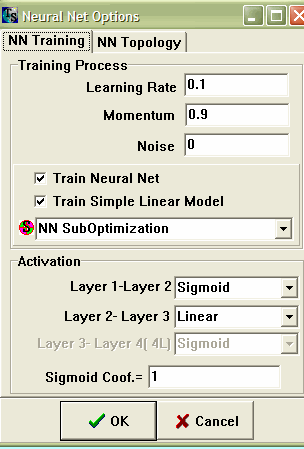 Neural Net Options
NN Training NN Topology
Training Process
Learning Rate 0.1
Momentum 0.9
Noise 0
Train Neural Net
Train Simple Linear Model
NN SubOptimization
Activation
Layer 1-Layer 2 Sigmoid
Layer 2- Layer 3 Linear
Layer 3- Layer 4( 4L) Sigmoid
Sigmoid Coof.= 1
OK Cancel